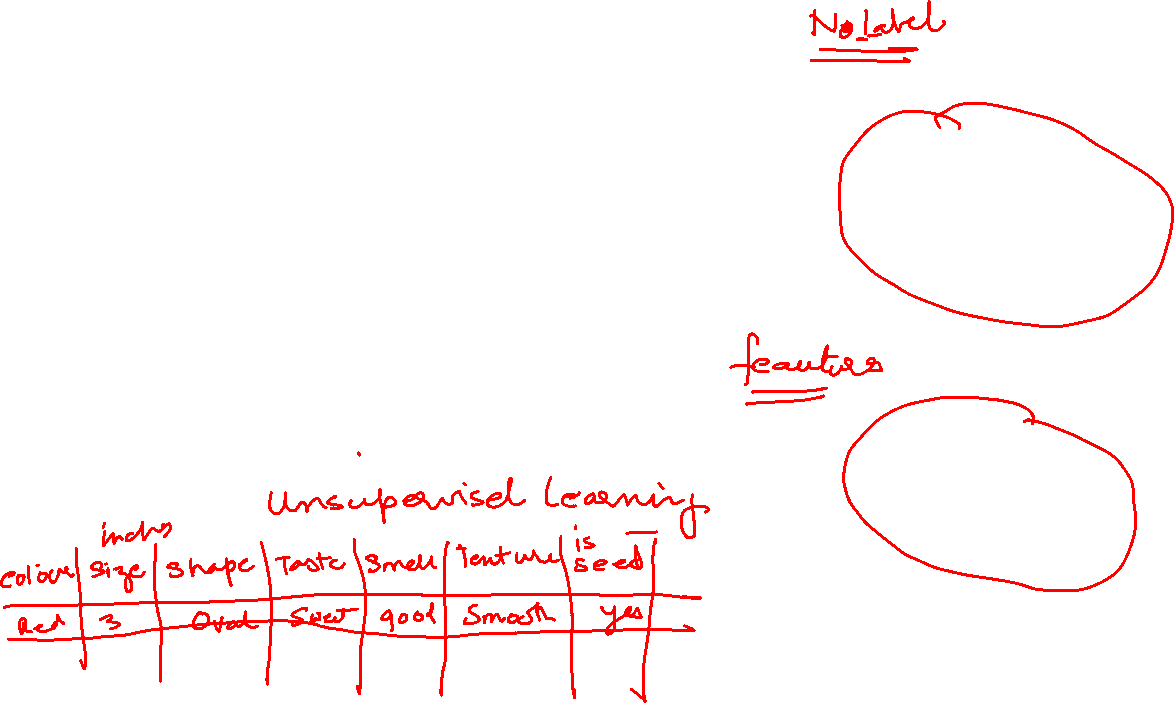 No Label
feauturs
Unsupervised Learning
inches
colour size shape Taste Smell Texture is seed
Red 3 Oval Sweet good Smooth yes